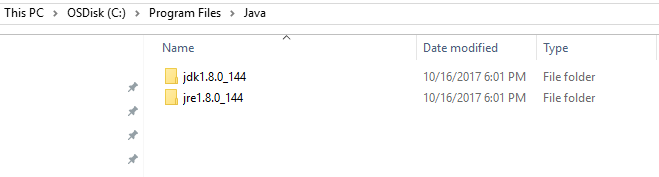 This PC > OSDisk (C:) > Program Files > Java
Name Date modified Type
jdk1.8.0_144 10/16/2017 6:01 PM File folder
jre1.8.0_144 10/16/2017 6:01 PM File folder